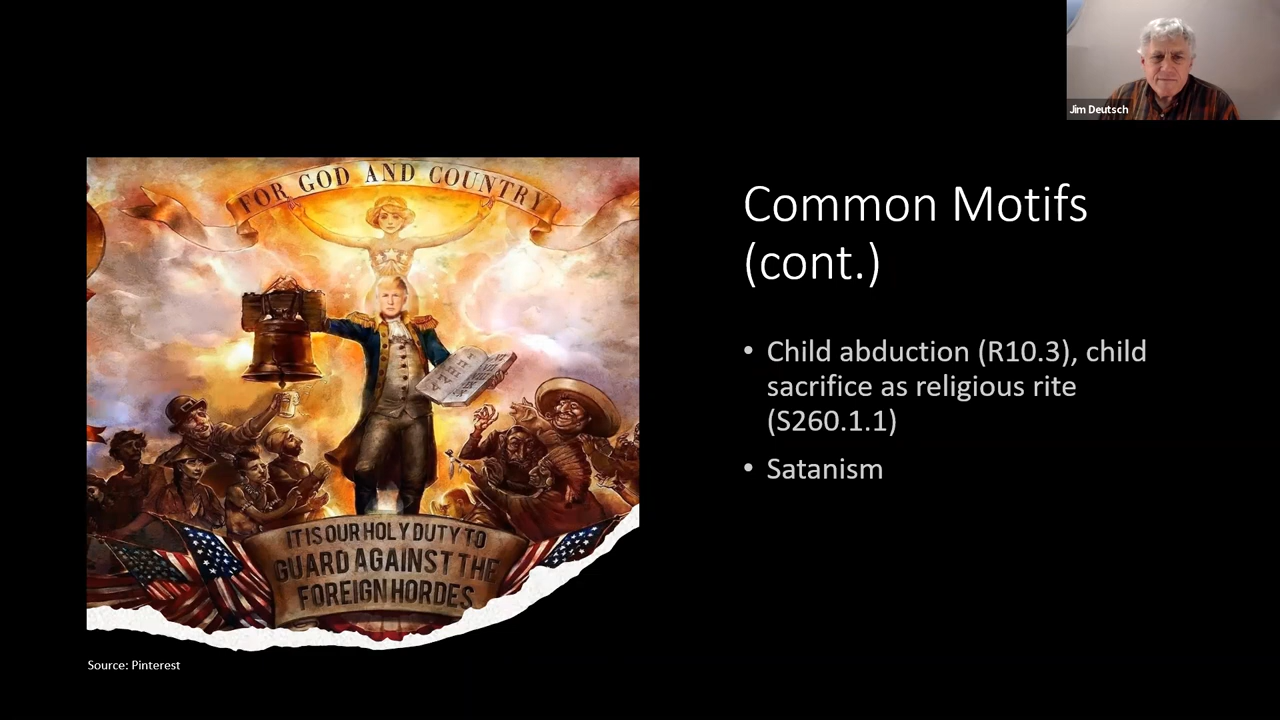 Jim Deutsch
FOR GOD AND COUNTRY
IT IS OUR HOLY DUTY TO
GUARD AGAINST THE
FOREIGN HORDES
Source: Pinterest
Common Motifs
(cont.)
• Child abduction (R10.3), child
sacrifice as religious rite
(S260.1.1)
• Satanism